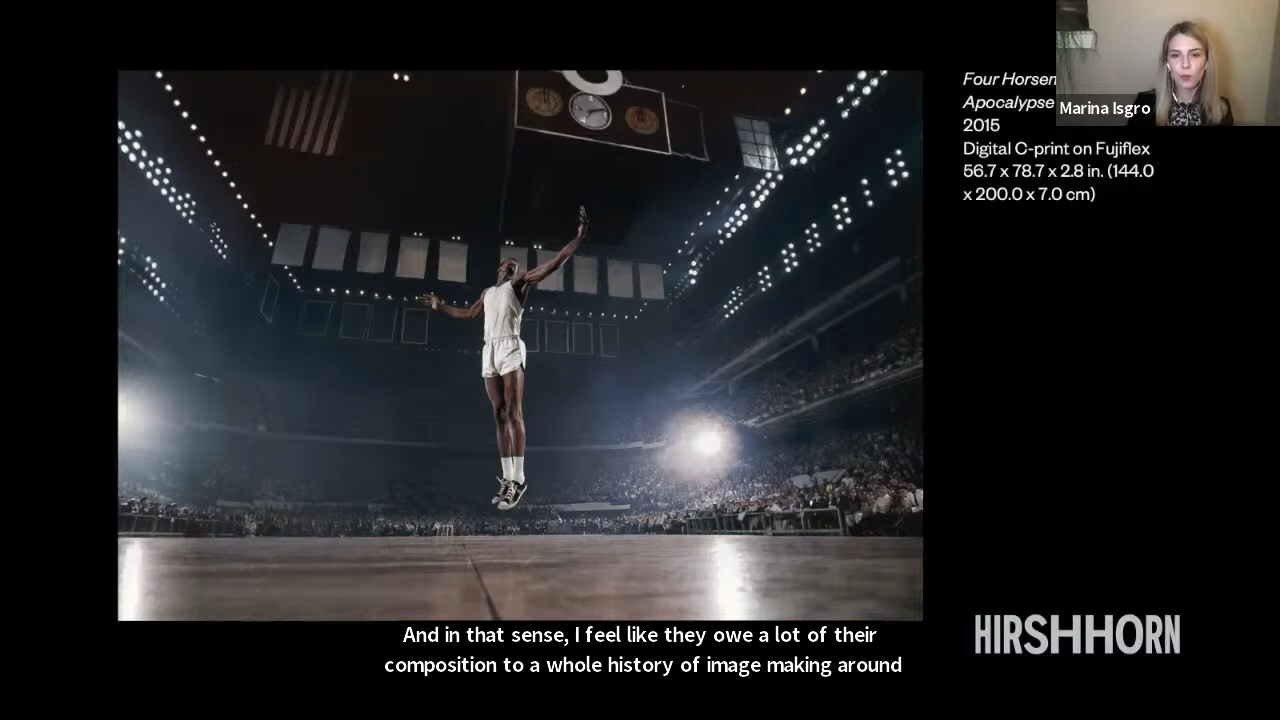 Four Horsem
Apocalypse
2015
Digital C-print on Fujiflex
56.7 x 78.7 x 2.8 in. (144.0
x 200.0 x 7.0 cm)
Marina Isgro
HIRSHHORN
And in that sense, I feel like they owe a lot of their
composition to a whole history of image making around